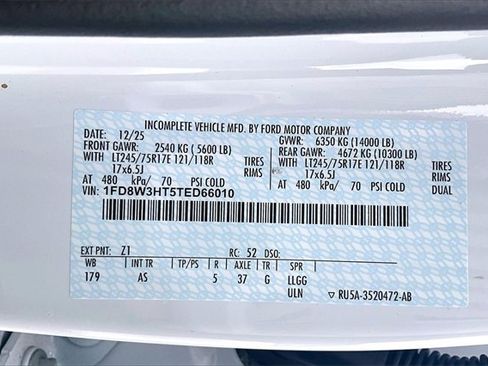 INCOMPLETE VEHICLE MFD. BY FORD MOTOR COMPANY
DATE: 12/25 GVWR: 6350 KG (14000 LB)
FRONT GAWR: 2540 KG (5600 LB) REAR GAWR: 4672 KG (10300 LB)
WITH LT245/75R17E 121/118R TIRES WITH LT245/75R17E 121/118R TIRES
17x6.5J RIMS 17x6.5J RIMS
AT 480 kPa/ 70 PSI COLD AT 480 kPa/ 70 PSI COLD DUAL
VIN: 1FD8W3HT5TED66010
EXT PNT: Z1 RC: 52 DSO:
WB INT TR TP/PS R AXLE TR SPR
179 AS 5 37 G LLGG
ULN ▽ RU5A-3520472-AB